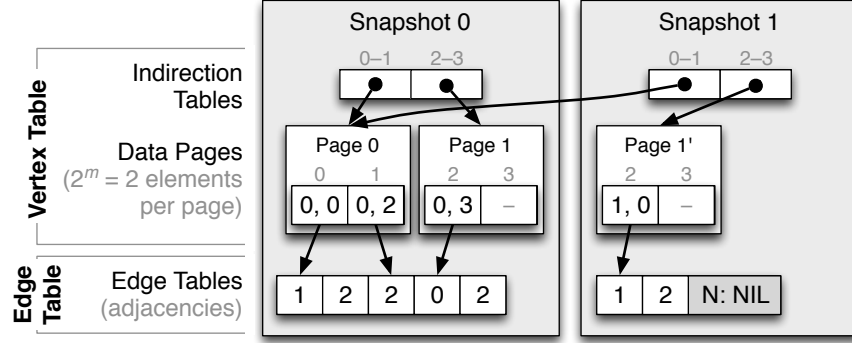 Snapshot 0
Snapshot 1
0–1 2–3
0–1 2–3
Vertex Table
Indirection
Tables
Data Pages
(2^m = 2 elements
per page)
Page 0
0 1
0, 0 0, 2
Page 1
2 3
0, 3 –
Page 1'
2 3
1, 0 –
Edge
Table
Edge Tables
(adjacencies)
1 2 2 0 2
1 2 N: NIL